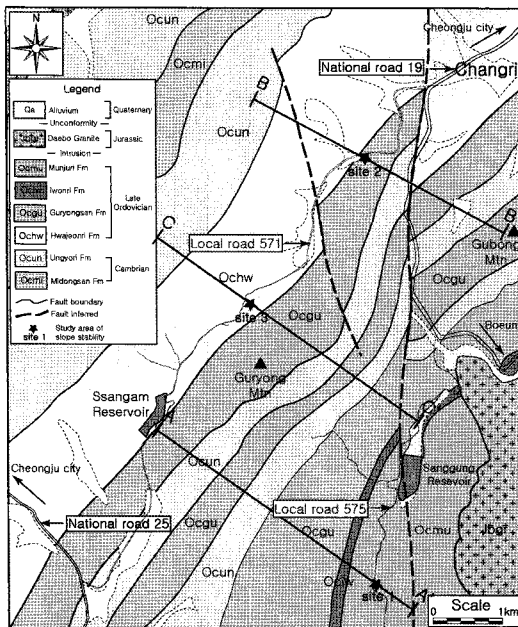 Cheongju city
National road 19
Changri
Legend
Qa Alluvium Quaternary
Unconformity
Daebo Granite Jurassic
Intrusion
Ocmu Munjuri Fm
Iwonri Fm
Ocgu Guryongsan Fm
Ochw Hwajeonri Fm
Late Ordovician
Ocun Ungyori Fm
Ocmi Midongsan Fm
Cambrian
Fault boundary
Fault inferred
site 1 Study area of slope stability
Ocun
Ocmi
Ocun
B
site 2
B'
Gubong Mtn
Local road 571
C
Ochw
site 3
Ocgu
Ocgu
Boeun
Guryong Mtn
Ssangam Reservoir
A
C'
Cheongju city
Ocun
Sanggung Resevoir
National road 25
Ocgu
Local road 575
Ocgu
Ocmu
Jbgr
Ocun
site 1
A'
Scale
0 1km